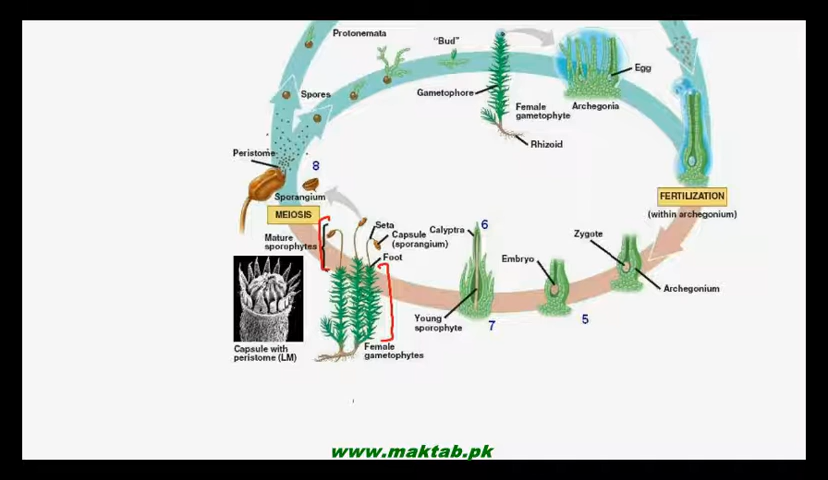 Protonemata
"Bud"
Egg
Spores
Gametophore
Female
gametophyte
Archegonia
Rhizoid
Peristome
8
Sporangium
MEIOSIS
FERTILIZATION
(within archegonium)
Mature
sporophytes
Seta
Capsule
(sporangium)
Calyptra
6
Foot
Zygote
Embryo
Archegonium
Young
sporophyte
7
5
Capsule with
peristome (LM)
Female
gametophytes
www.maktab.pk